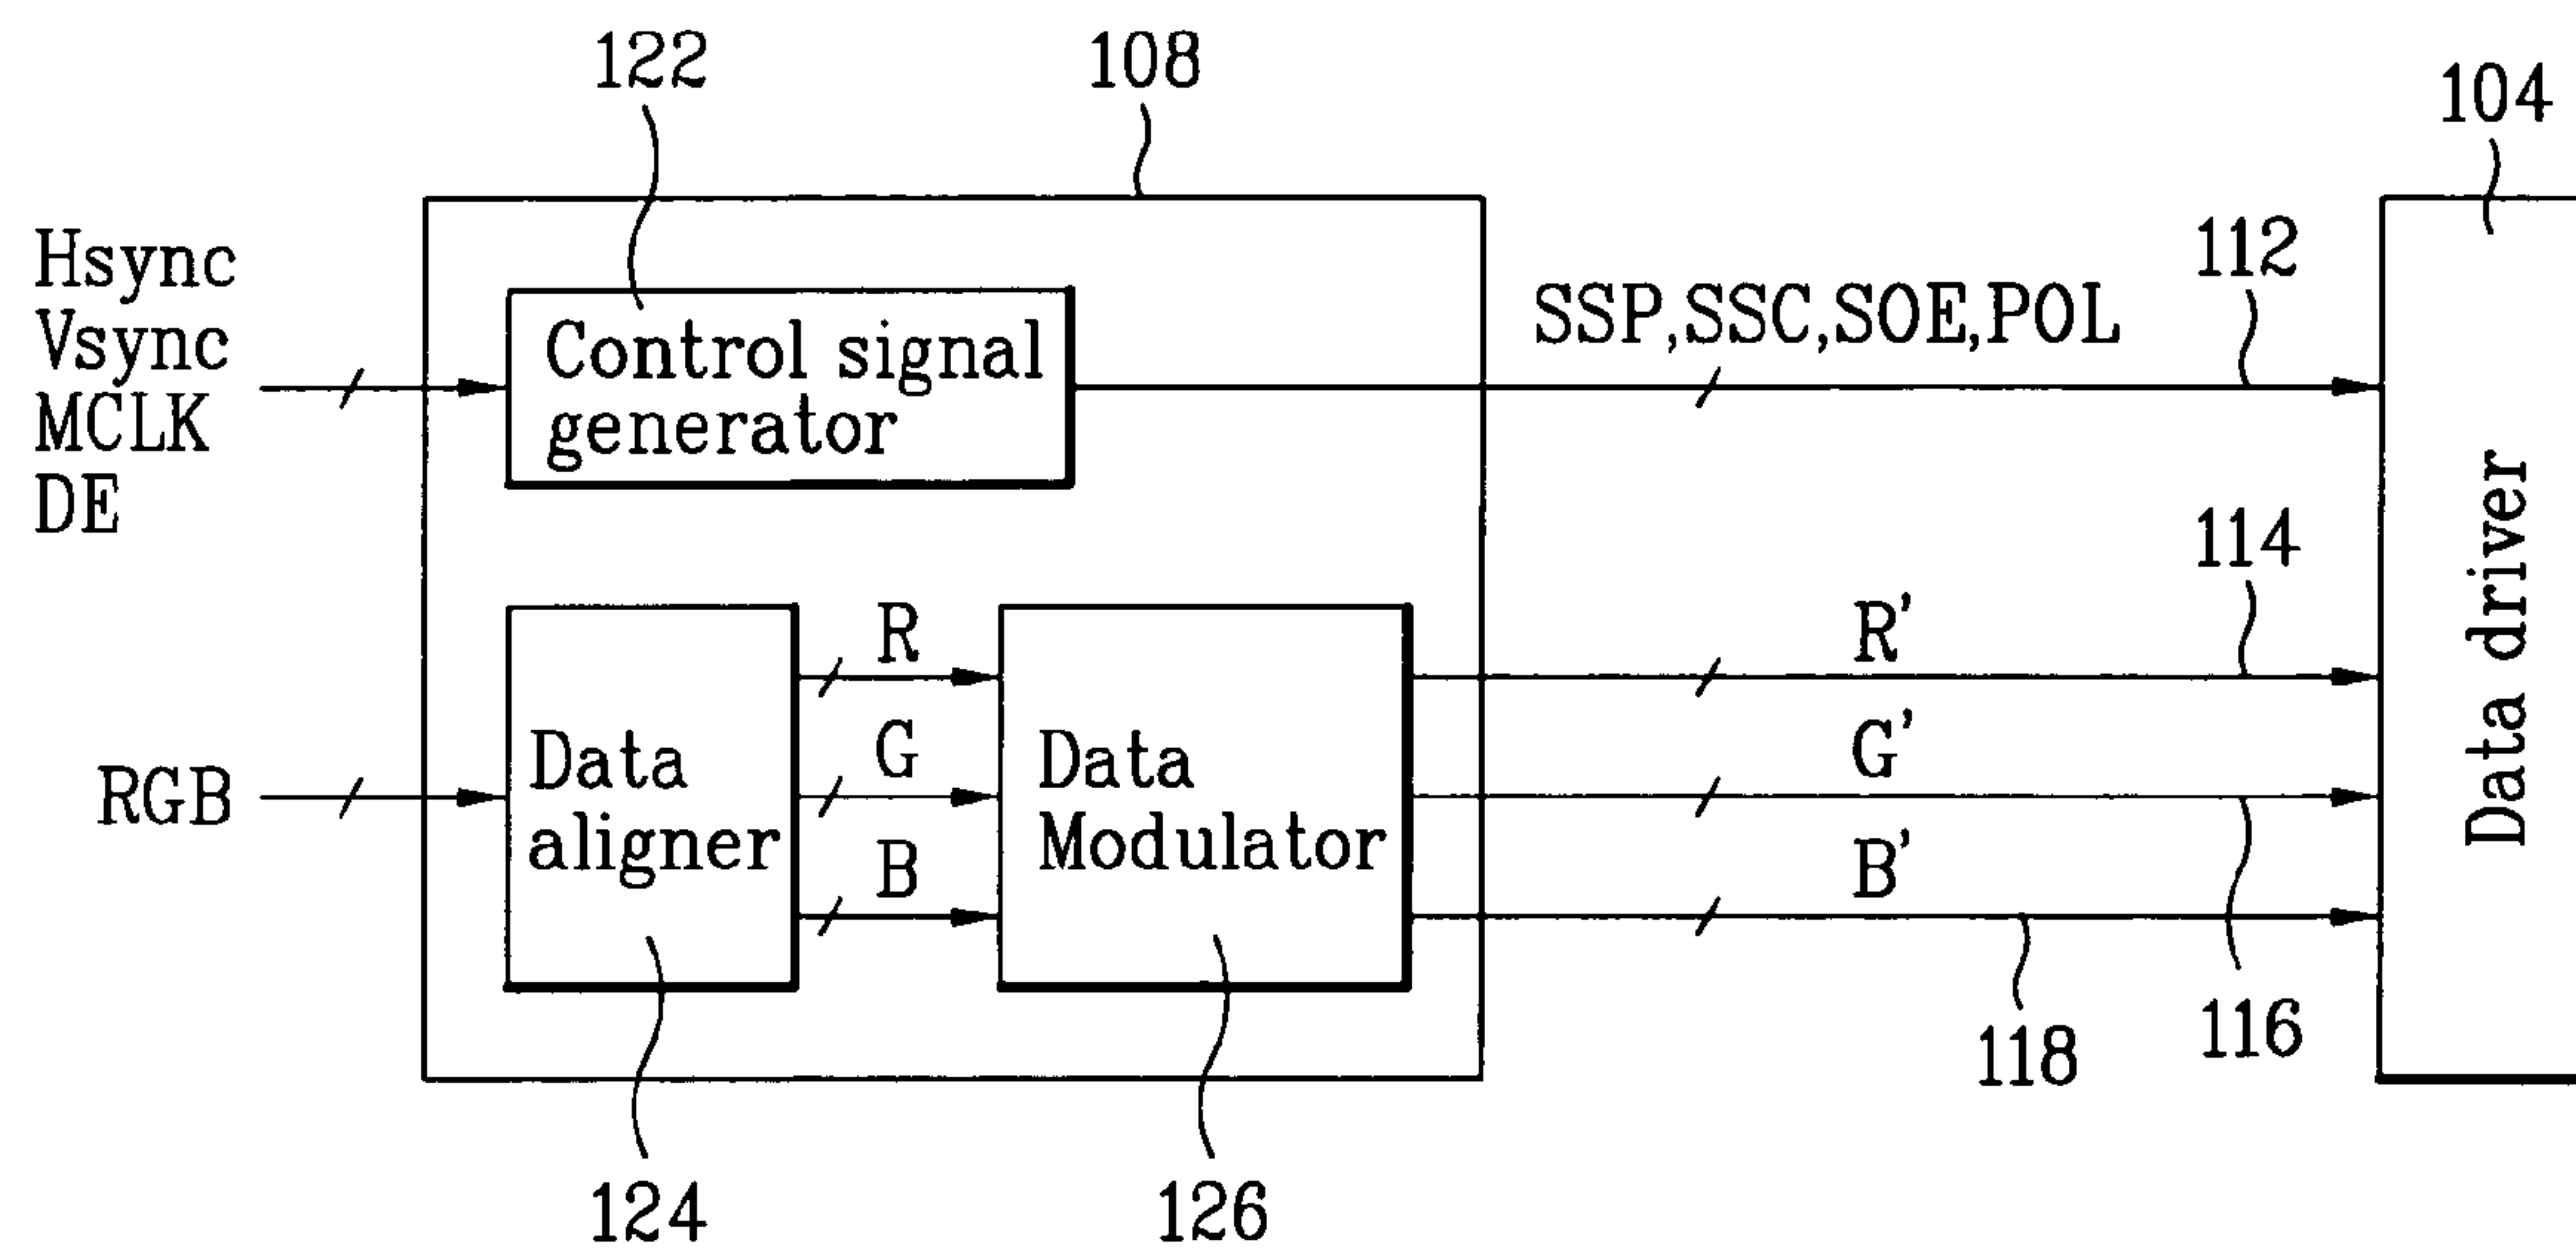 122
108
104
Hsync
Vsync
MCLK
DE
Control signal
generator
SSP,SSC,SOE,POL
112
114
R
R'
G
G'
B
B'
RGB
Data
aligner
Data
Modulator
Data driver
116
118
124
126